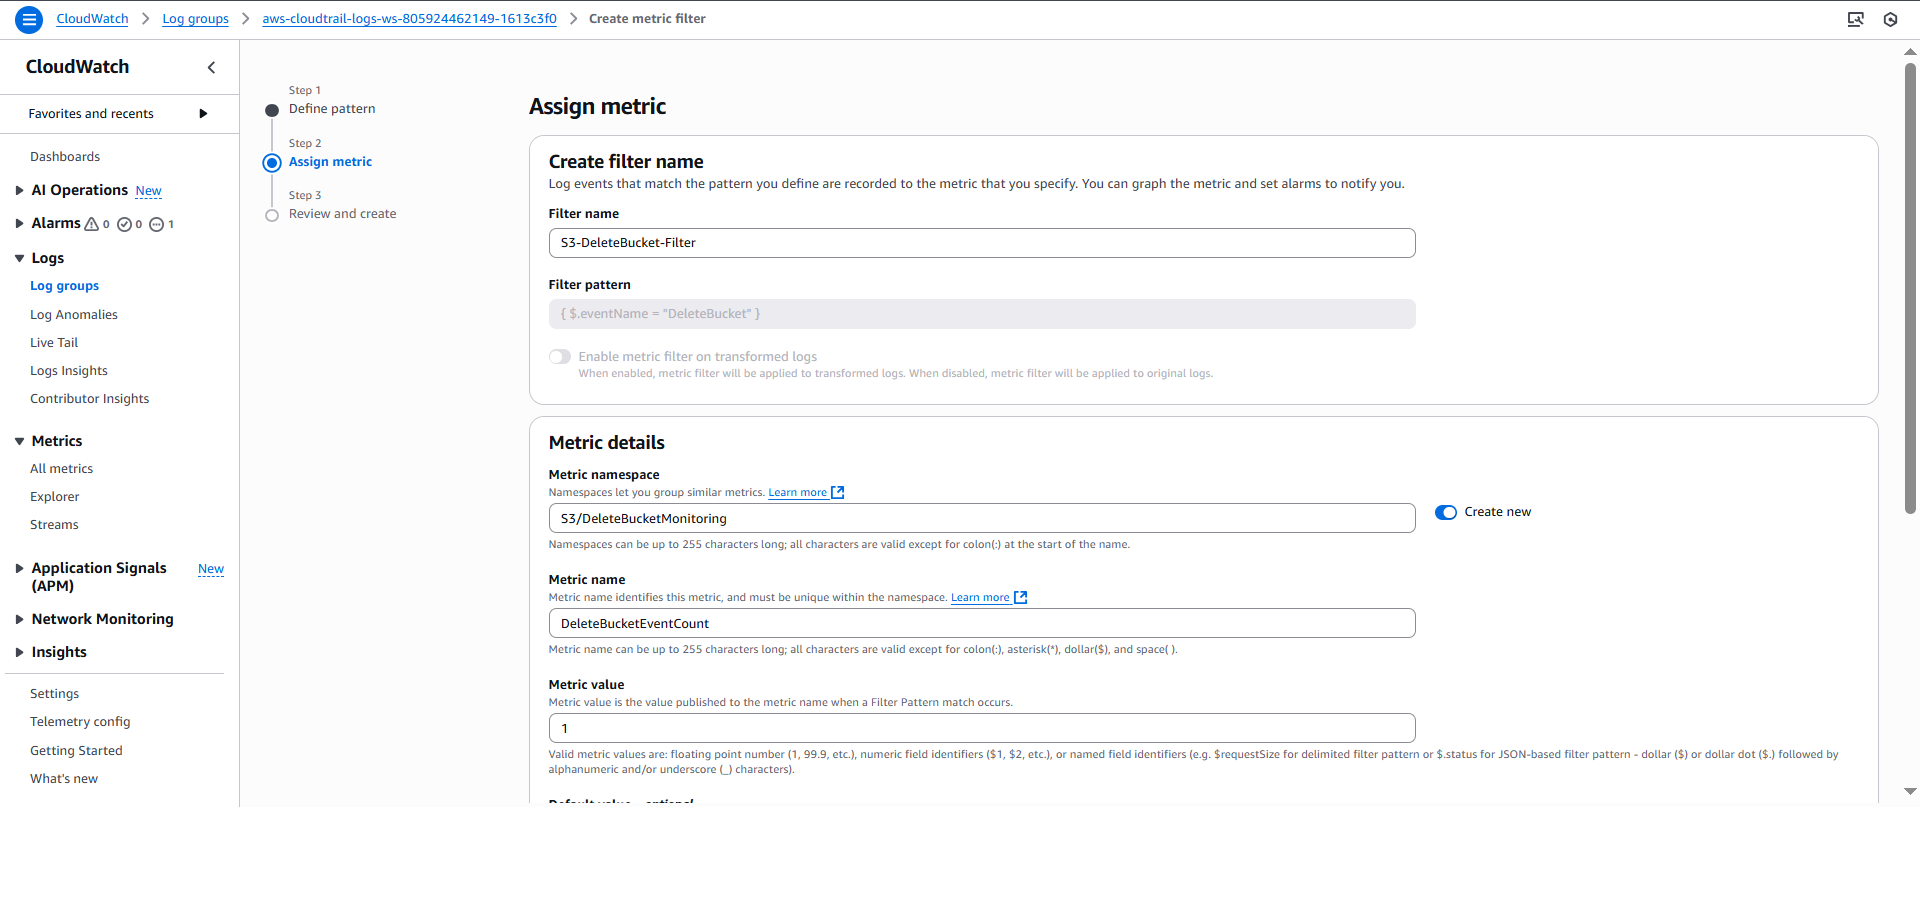 CloudWatch > Log groups > aws-cloudtrail-logs-ws-805924462149-1613c3f0 > Create metric filter
CloudWatch
Favorites and recents
Dashboards
AI Operations New
Alarms 0 0 1
Logs
Log groups
Log Anomalies
Live Tail
Logs Insights
Contributor Insights
Metrics
All metrics
Explorer
Streams
Application Signals New
(APM)
Network Monitoring
Insights
Settings
Telemetry config
Getting Started
What's new
Step 1
Define pattern
Step 2
Assign metric
Step 3
Review and create
Assign metric
Create filter name
Log events that match the pattern you define are recorded to the metric that you specify. You can graph the metric and set alarms to notify you.
Filter name
S3-DeleteBucket-Filter
Filter pattern
{ $.eventName = "DeleteBucket" }
Enable metric filter on transformed logs
When enabled, metric filter will be applied to transformed logs. When disabled, metric filter will be applied to original logs.
Metric details
Metric namespace
Namespaces let you group similar metrics. Learn more
S3/DeleteBucketMonitoring
Create new
Namespaces can be up to 255 characters long; all characters are valid except for colon(:) at the start of the name.
Metric name
Metric name identifies this metric, and must be unique within the namespace. Learn more
DeleteBucketEventCount
Metric name can be up to 255 characters long; all characters are valid except for colon(:), asterisk(*), dollar($), and space( ).
Metric value
Metric value is the value published to the metric name when a Filter Pattern match occurs.
1
Valid metric values are: floating point number (1, 99.9, etc.), numeric field identifiers ($1, $2, etc.), or named field identifiers (e.g. $requestSize for delimited filter pattern or $.status for JSON-based filter pattern - dollar ($) or dollar dot ($.) followed by
alphanumeric and/or underscore (_) characters).
Default value - optional